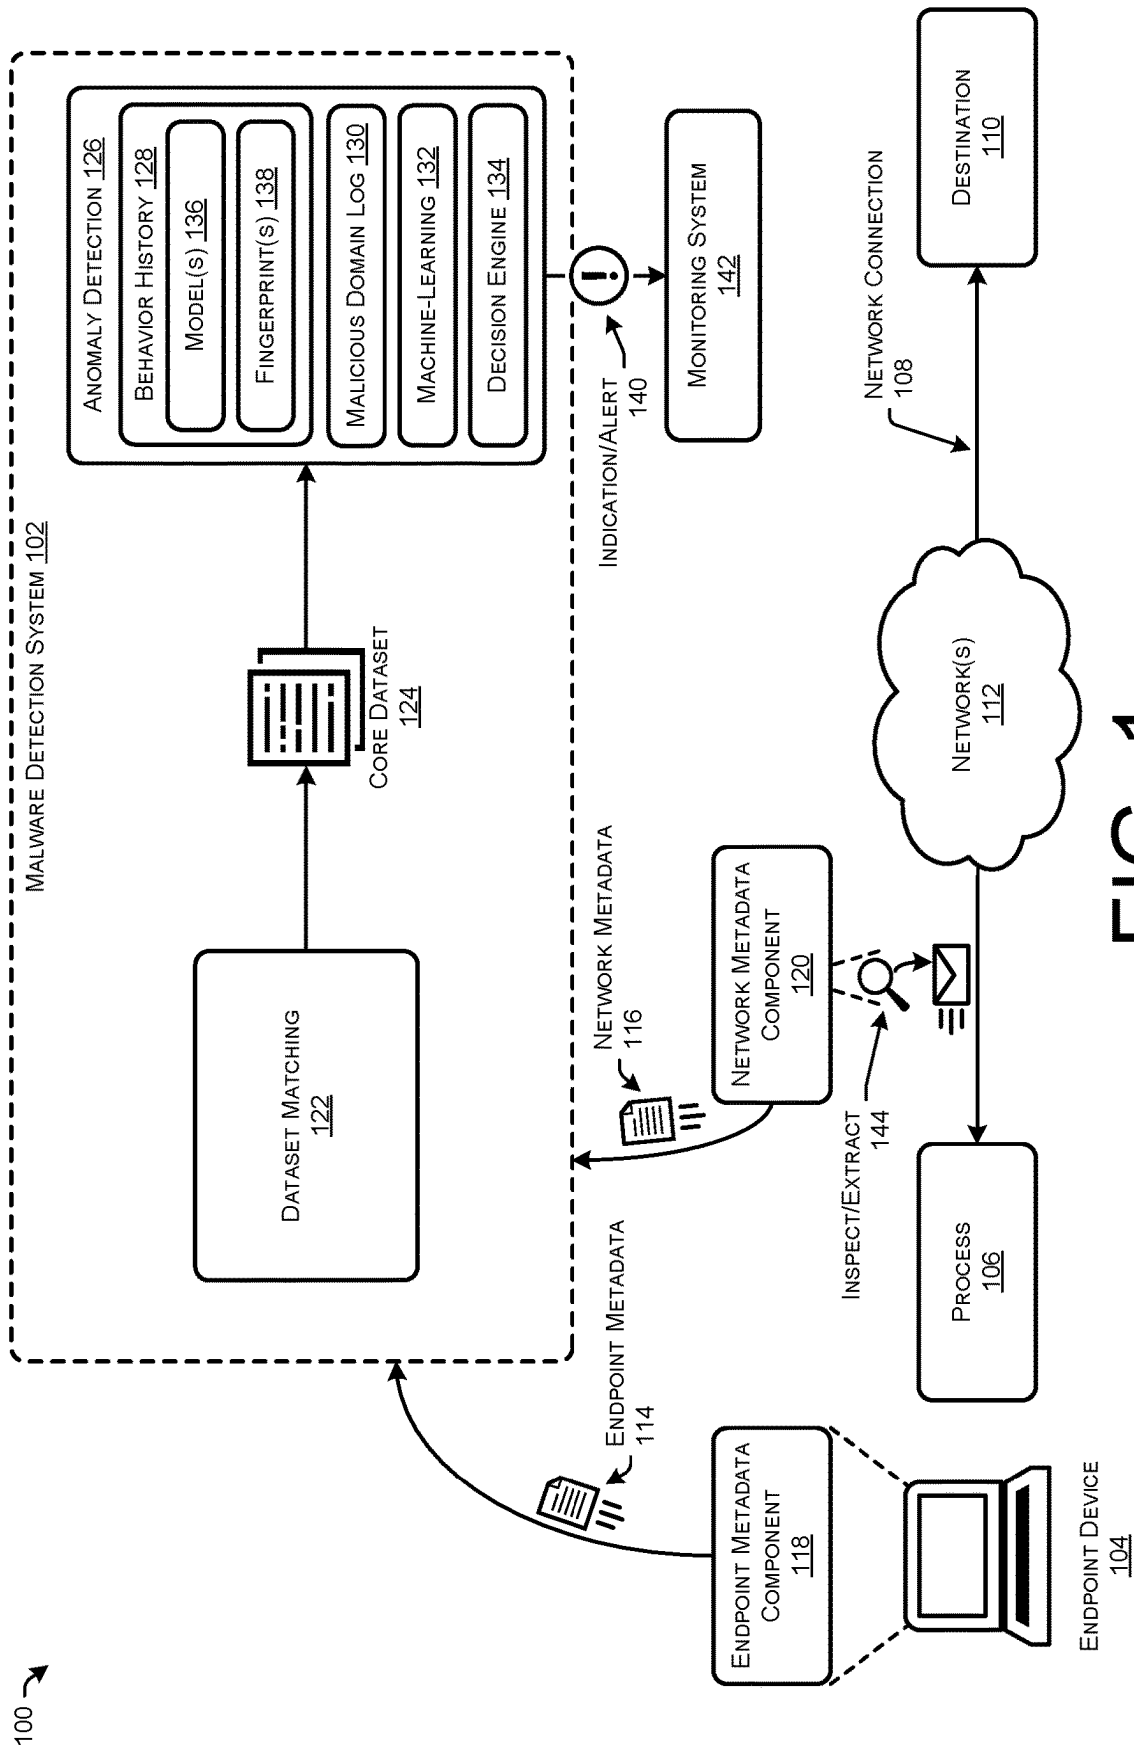 100
MALWARE DETECTION SYSTEM 102
DATASET MATCHING
122
CORE DATASET
124
ANOMALY DETECTION 126
BEHAVIOR HISTORY 128
MODEL(S) 136
FINGERPRINT(S) 138
MALICIOUS DOMAIN LOG 130
MACHINE-LEARNING 132
DECISION ENGINE 134
ENDPOINT METADATA
114
NETWORK METADATA
116
INDICATION/ALERT
140
MONITORING SYSTEM
142
ENDPOINT METADATA
COMPONENT
118
NETWORK METADATA
COMPONENT
120
INSPECT/EXTRACT
144
NETWORK CONNECTION
108
ENDPOINT DEVICE
104
PROCESS
106
NETWORK(S)
112
DESTINATION
110
FIG. 1